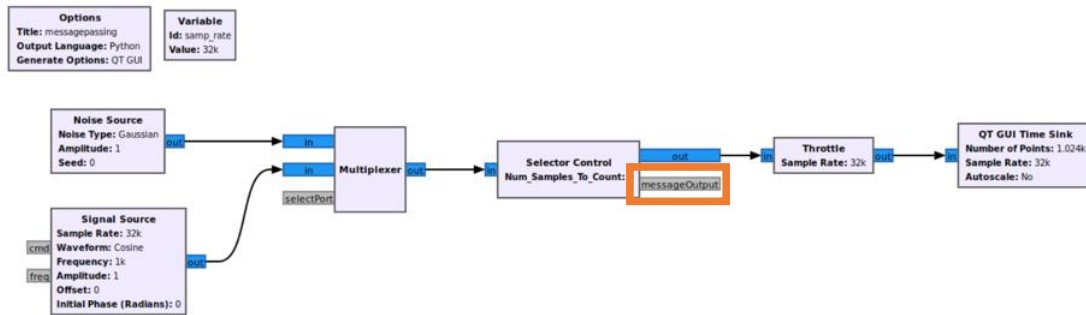 Options
Title: messagepassing
Output Language: Python
Generate Options: QT GUI
Variable
Id: samp_rate
Value: 32k
Noise Source
Noise Type: Gaussian
Amplitude: 1
Seed: 0
out
Signal Source
Sample Rate: 32k
Waveform: Cosine
Frequency: 1k
Amplitude: 1
Offset: 0
Initial Phase (Radians): 0
cmd
freq
out
in
in
selectPort
Multiplexer
out
in
Selector Control
Num_Samples_To_Count:
out
messageOutput
in
Throttle
Sample Rate: 32k
out
in
QT GUI Time Sink
Number of Points: 1.024k
Sample Rate: 32k
Autoscale: No